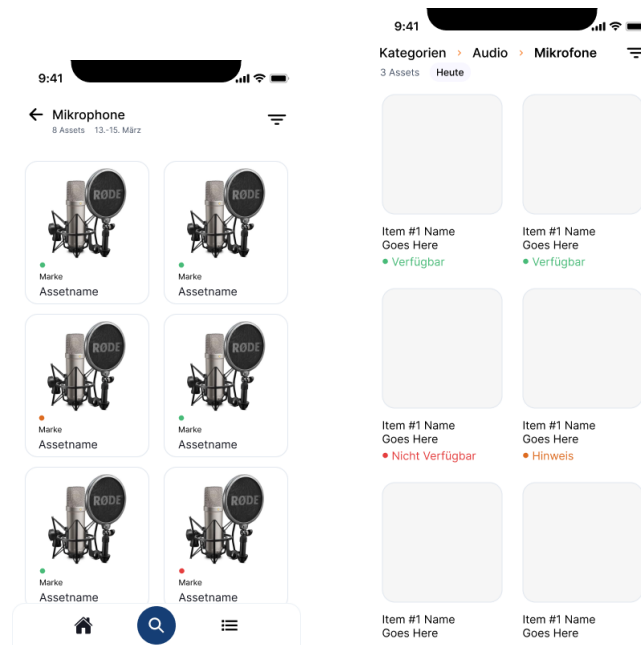 9:41
Mikrophone
8 Assets 13.-15. März
RØDE
RØDE
Marke
Assetname
Marke
Assetname
RØDE
RØDE
Marke
Assetname
Marke
Assetname
RØDE
RØDE
Marke
Assetname
Marke
Assetname
9:41
Kategorien > Audio > Mikrofone
3 Assets Heute
Item #1 Name
Goes Here
Verfügbar
Item #1 Name
Goes Here
Verfügbar
Item #1 Name
Goes Here
Nicht Verfügbar
Item #1 Name
Goes Here
Hinweis
Item #1 Name
Goes Here
Item #1 Name
Goes Here